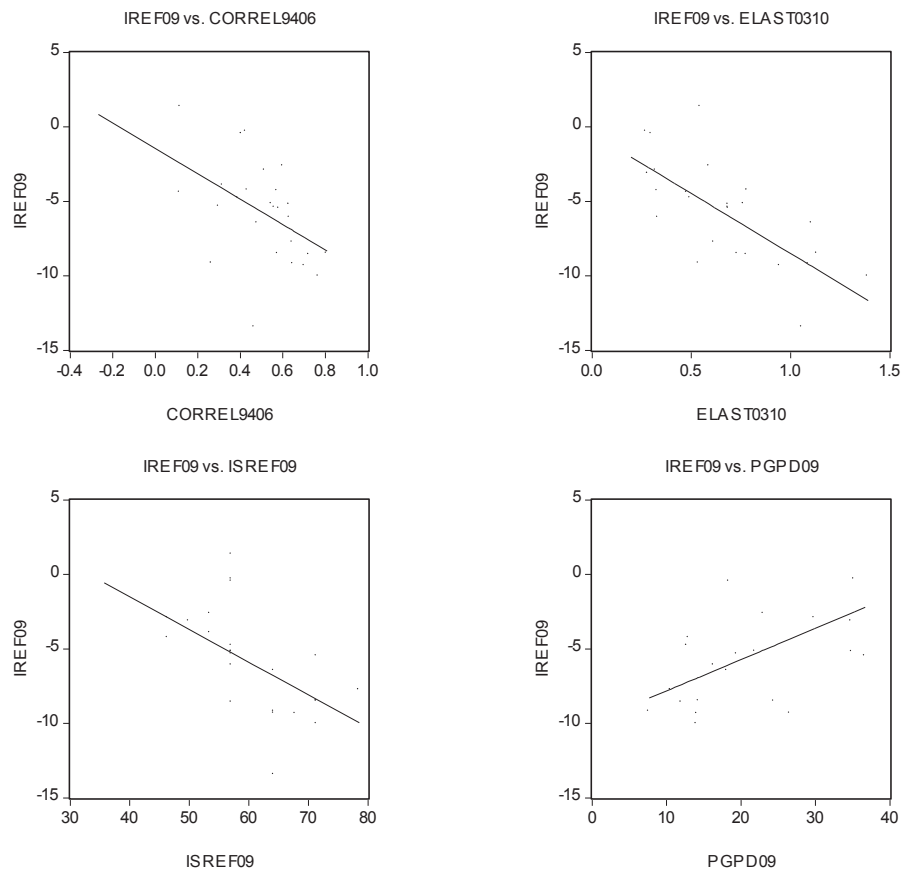 IREF09 vs. CORREL9406
IREF09
5
0
-5
-10
-15
-0.4 -0.2 0.0 0.2 0.4 0.6 0.8 1.0
CORREL9406
IREF09 vs. ELAST0310
IREF09
5
0
-5
-10
-15
0.0 0.5 1.0 1.5
ELAST0310
IREF09 vs. ISREF09
IREF09
5
0
-5
-10
-15
30 40 50 60 70 80
ISREF09
IREF09 vs. PGPD09
IREF09
5
0
-5
-10
-15
0 10 20 30 40
PGPD09